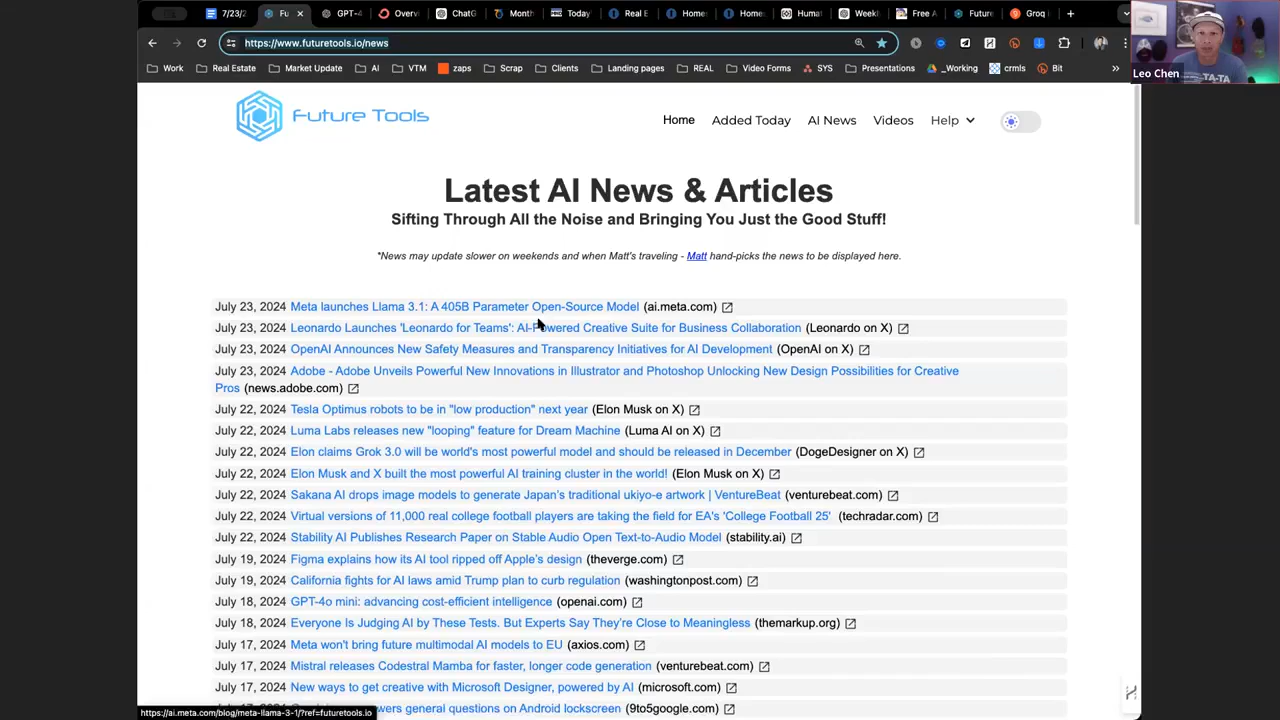 7/23/2
Fu
GPT-4
Overvi
ChatG
Month
Today'
Real E
Home
Home
Humat
Weekl
Free A
Future
Groq
https://www.futuretools.io/news
Work
Real Estate
Market Update
AI
VTM
zaps
Scrap
Clients
Landing pages
REAL
Video Forms
SYS
Presentations
_Working
crmls
Bit
Leo Chen
TA-TA
Future Tools
Home
Added Today
AI News
Videos
Help
Latest AI News & Articles
Sifting Through All the Noise and Bringing You Just the Good Stuff!
*News may update slower on weekends and when Matt's traveling - Matt hand-picks the news to be displayed here.
July 23, 2024 Meta launches Llama 3.1: A 405B Parameter Open-Source Model (ai.meta.com)
July 23, 2024 Leonardo Launches 'Leonardo for Teams': AI-Powered Creative Suite for Business Collaboration (Leonardo on X)
July 23, 2024 OpenAI Announces New Safety Measures and Transparency Initiatives for AI Development (OpenAI on X)
July 23, 2024 Adobe - Adobe Unveils Powerful New Innovations in Illustrator and Photoshop Unlocking New Design Possibilities for Creative
Pros (news.adobe.com)
July 22, 2024 Tesla Optimus robots to be in "low production" next year (Elon Musk on X)
July 22, 2024 Luma Labs releases new "looping" feature for Dream Machine (Luma AI on X)
July 22, 2024 Elon claims Grok 3.0 will be world's most powerful model and should be released in December (DogeDesigner on X)
July 22, 2024 Elon Musk and X built the most powerful AI training cluster in the world! (Elon Musk on X)
July 22, 2024 Sakana AI drops image models to generate Japan's traditional ukiyo-e artwork | VentureBeat (venturebeat.com)
July 22, 2024 Virtual versions of 11,000 real college football players are taking the field for EA's 'College Football 25' (techradar.com)
July 22, 2024 Stability AI Publishes Research Paper on Stable Audio Open Text-to-Audio Model (stability.ai)
July 19, 2024 Figma explains how its AI tool ripped off Apple's design (theverge.com)
July 19, 2024 California fights for AI laws amid Trump plan to curb regulation (washingtonpost.com)
July 18, 2024 GPT-4o mini: advancing cost-efficient intelligence (openai.com)
July 18, 2024 Everyone Is Judging AI by These Tests. But Experts Say They're Close to Meaningless (themarkup.org)
July 17, 2024 Meta won't bring future multimodal AI models to EU (axios.com)
July 17, 2024 Mistral releases Codestral Mamba for faster, longer code generation (venturebeat.com)
July 17, 2024 New ways to get creative with Microsoft Designer, powered by AI (microsoft.com)
wers general questions on Android lockscreen (9to5google.com)
https://ai.meta.com/blog/meta-llama-3-1/?ref=futuretools.io